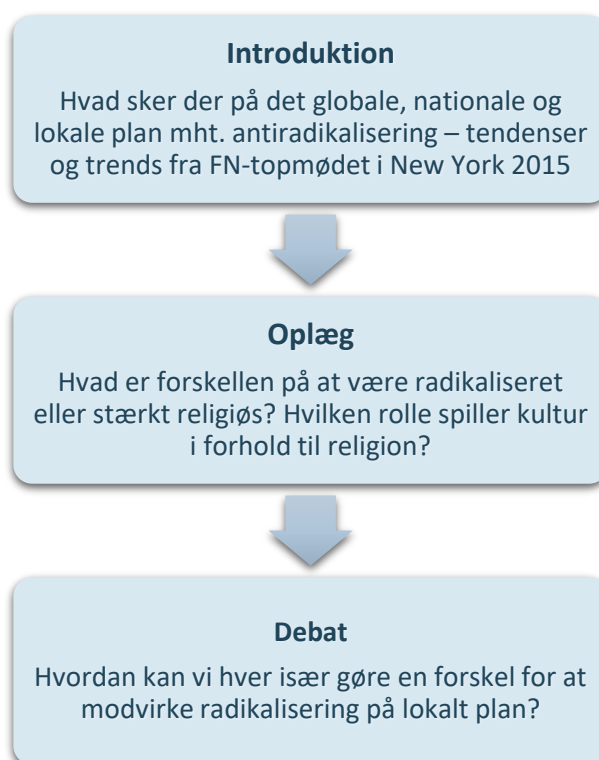 Introduktion
Hvad sker der på det globale, nationale og
lokale plan mht. antiradikalisering – tendenser
og trends fra FN-topmødet i New York 2015
Oplæg
Hvad er forskellen på at være radikaliseret
eller stærkt religiøs? Hvilken rolle spiller kultur
i forhold til religion?
Debat
Hvordan kan vi hver især gøre en forskel for at
modvirke radikalisering på lokalt plan?